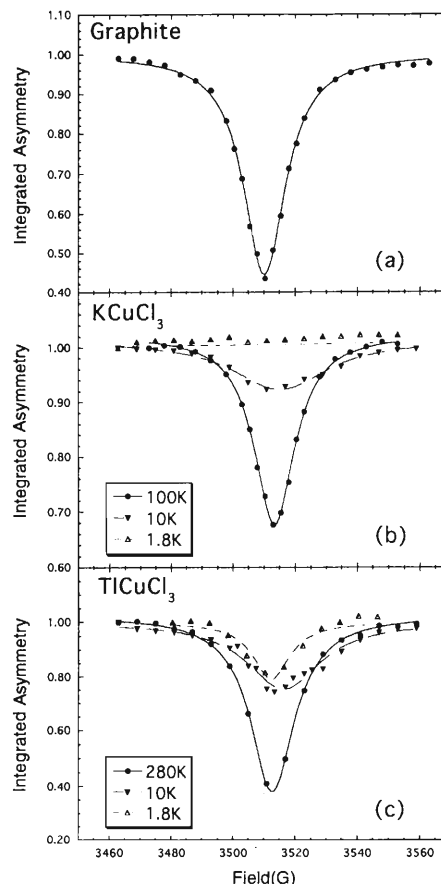 1.10
Graphite
1.00
0.90
0.80
0.70
0.60
0.50
0.40
Integrated Asymmetry
(a)
KCuCl3
1.00
0.90
0.80
0.70
0.60
Integrated Asymmetry
100K
10K
1.8K
(b)
TlCuCl3
1.00
0.80
0.60
0.40
0.20
Integrated Asymmetry
280K
10K
1.8K
(c)
3460 3480 3500 3520 3540 3560
Field(G)